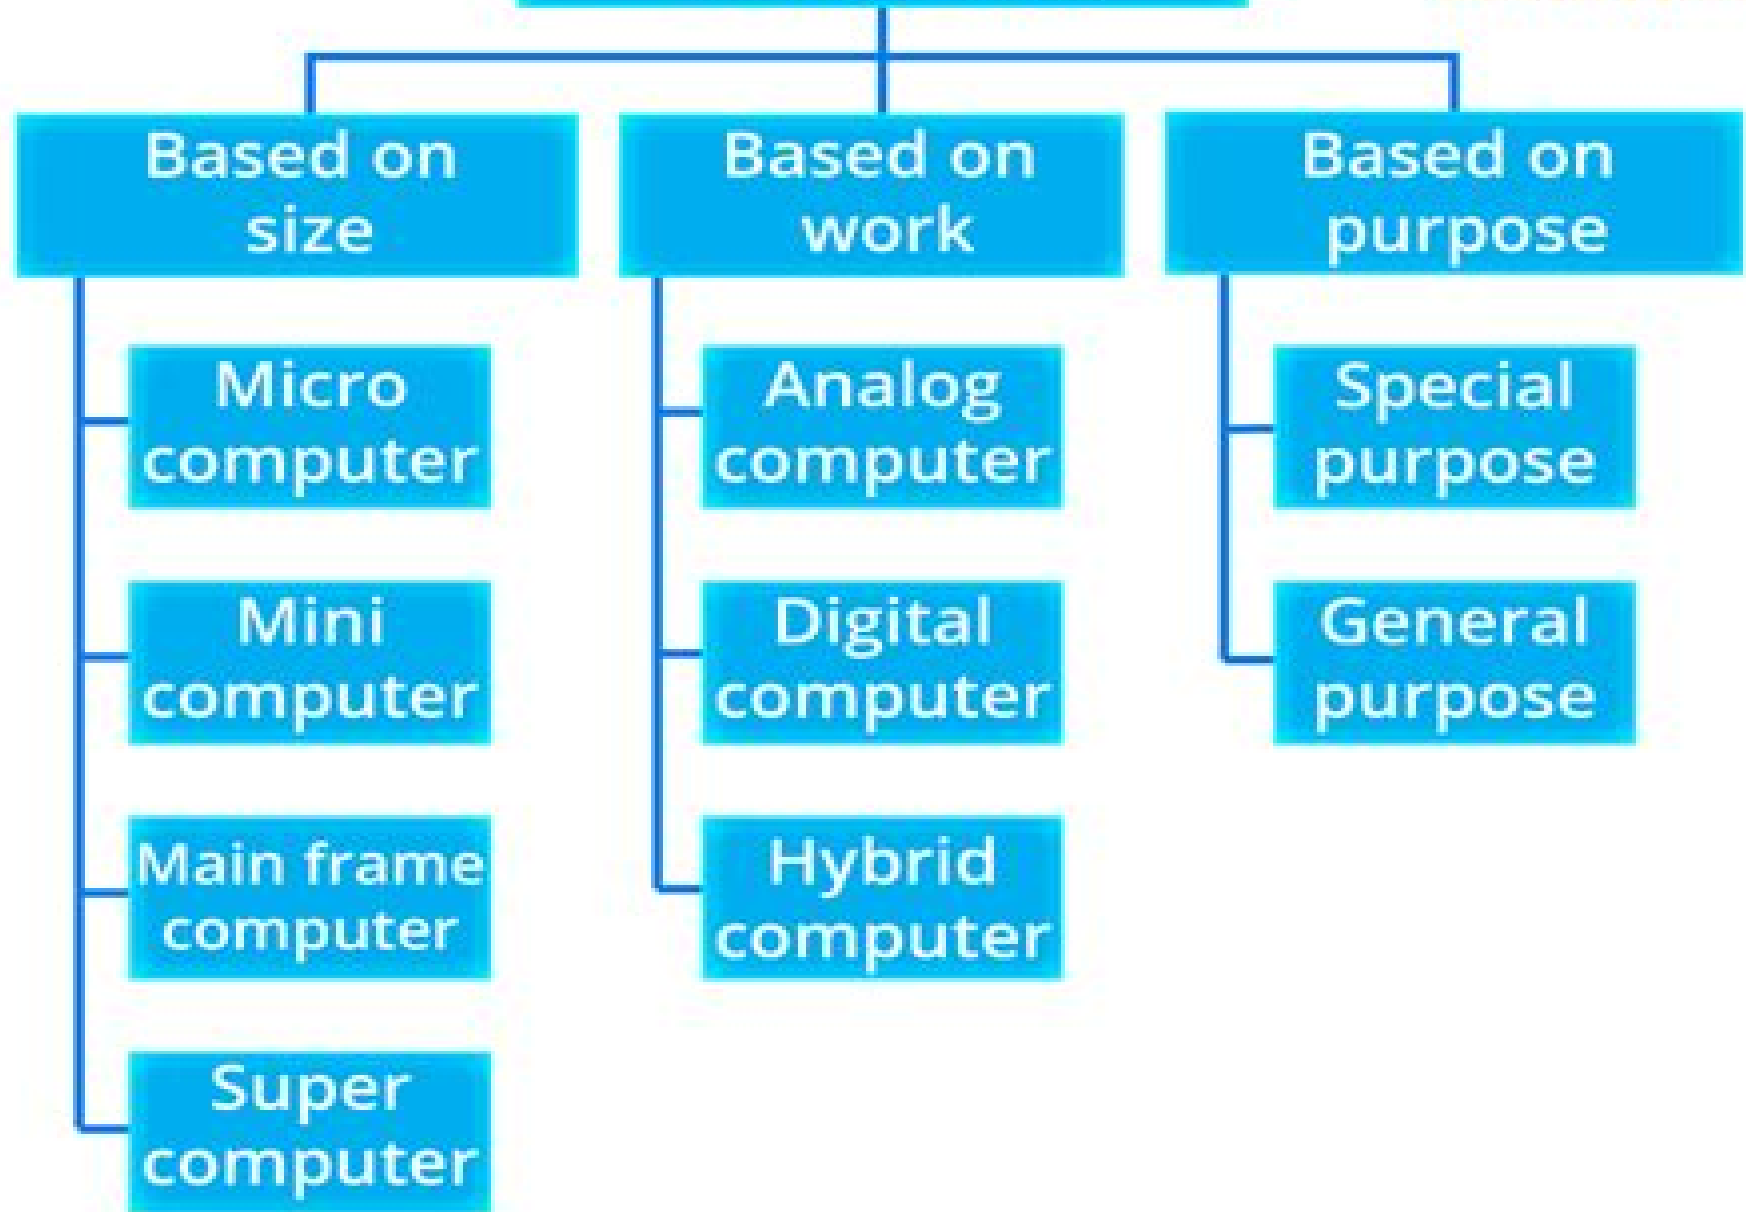 Based on
size
Micro
computer
Mini
computer
Main frame
computer
Super
computer
Based on
work
Analog
computer
Digital
computer
Hybrid
computer
Based on
purpose
Special
purpose
General
purpose